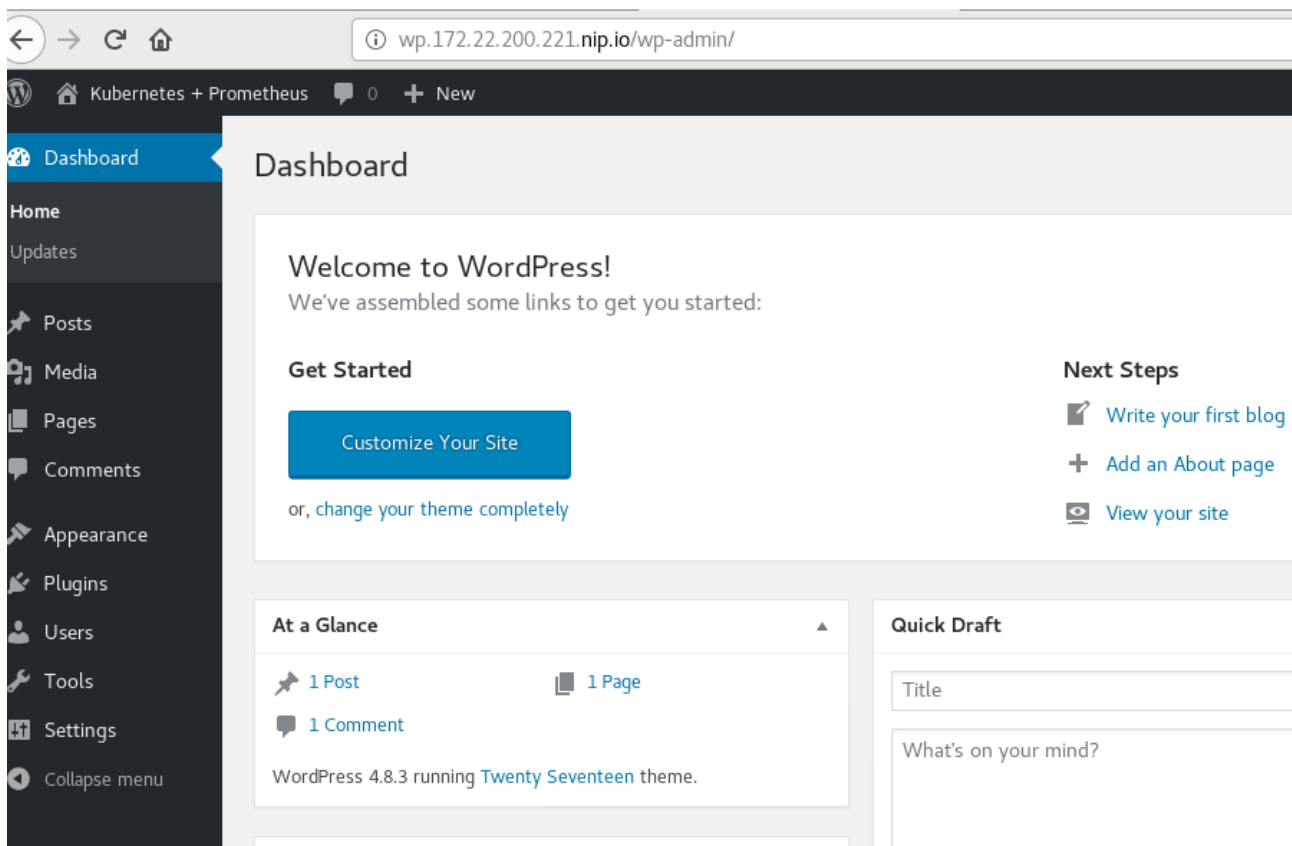 wp.172.22.200.221.nip.io/wp-admin/
Kubernetes + Prometheus 0 New
Dashboard
Home
Updates
Posts
Media
Pages
Comments
Appearance
Plugins
Users
Tools
Settings
Collapse menu
Dashboard
Welcome to WordPress!
We've assembled some links to get you started:
Get Started
Customize Your Site
or, change your theme completely
Next Steps
Write your first blog
Add an About page
View your site
At a Glance
1 Post 1 Page
1 Comment
WordPress 4.8.3 running Twenty Seventeen theme.
Quick Draft
Title
What's on your mind?